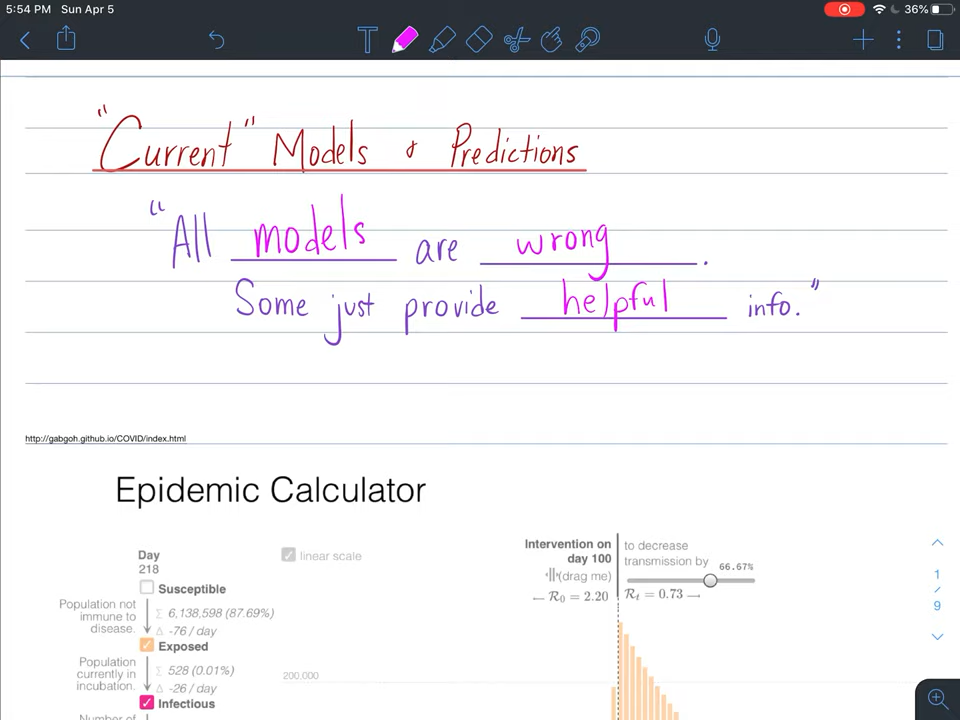 5:54 PM Sun Apr 5
36%
"Current" Models & Predictions
"All models are wrong.
Some just provide helpful info."
http://gabgoh.github.io/COVID/index.html
Epidemic Calculator
Day
218
linear scale
Susceptible
Population not
immune to
disease.
Σ 6,138,598 (87.69%)
Δ -76 / day
Exposed
Population
currently in
incubation.
Σ 528 (0.01%)
Δ -26 / day
Infectious
Number of
200,000
Intervention on
day 100
(drag me)
← R₀ = 2.20
to decrease
transmission by
66.67%
Rₜ = 0.73 →
1
/
9